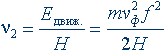 ν₂ = E_движ. / H = mv_ф² f² / 2H